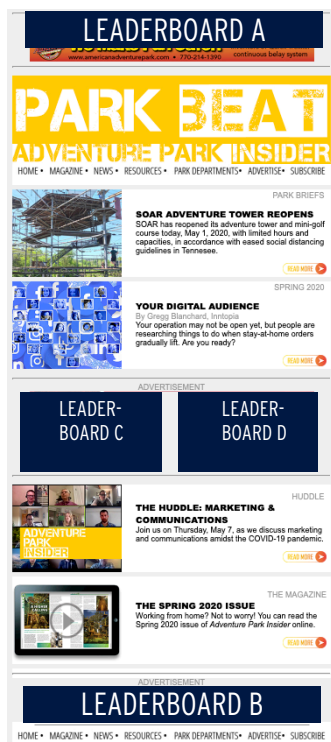 LEADERBOARD A
www.americanadventurepark.com • 770-214-1390 continuous belay system
PARK BEAT
ADVENTURE PARK INSIDER
HOME • MAGAZINE • NEWS • RESOURCES • PARK DEPARTMENTS • ADVERTISE • SUBSCRIBE
PARK BRIEFS
SOAR ADVENTURE TOWER REOPENS
SOAR has reopened its adventure tower and mini-golf
course today, May 1, 2020, with limited hours and
capacities, in accordance with eased social distancing
guidelines in Tennesee.
READ MORE
SPRING 2020
YOUR DIGITAL AUDIENCE
By Gregg Blanchard, Inntopia
Your operation may not be open yet, but people are
researching things to do when stay-at-home orders
gradually lift. Are you ready?
READ MORE
ADVERTISEMENT
LEADER-
BOARD C
LEADER-
BOARD D
HUDDLE
THE HUDDLE: MARKETING &
COMMUNICATIONS
Join us on Thursday, May 7, as we discuss marketing
and communications amidst the COVID-19 pandemic.
ADVENTURE
PARK
INSIDER
READ MORE
THE MAGAZINE
THE SPRING 2020 ISSUE
Working from home? Not to worry! You can read the
Spring 2020 issue of Adventure Park Insider online.
READ MORE
ADVERTISEMENT
LEADERBOARD B
HOME • MAGAZINE • NEWS • RESOURCES • PARK DEPARTMENTS • ADVERTISE • SUBSCRIBE